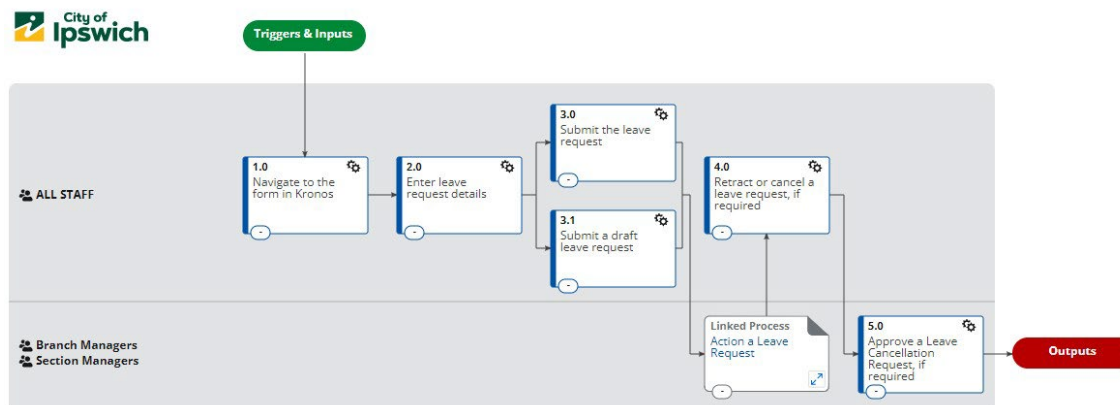 City of
Ipswich
Triggers & Inputs
ALL STAFF
1.0
Navigate to the
form in Kronos
-
2.0
Enter leave
request details
-
3.0
Submit the leave
request
-
3.1
Submit a draft
leave request
-
4.0
Retract or cancel a
leave request, if
required
-
Branch Managers
Section Managers
Linked Process
Action a Leave
Request
-
5.0
Approve a Leave
Cancellation
Request, if
required
-
Outputs